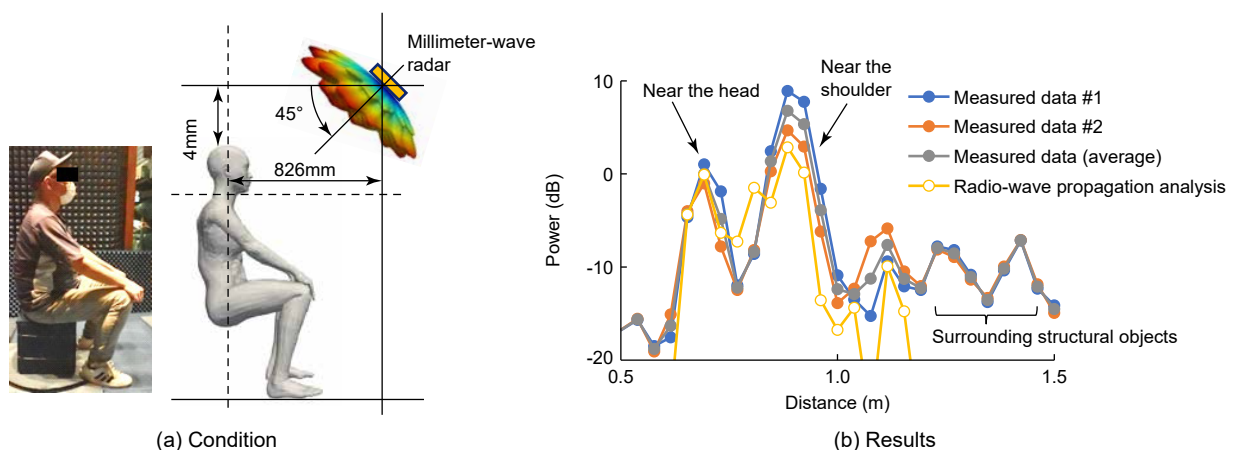 Millimeter-wave
radar
45°
4mm
826mm
(a) Condition
10
0
-10
-20
0.5
1.0
1.5
Power (dB)
Distance (m)
Near the head
Near the
shoulder
Measured data #1
Measured data #2
Measured data (average)
Radio-wave propagation analysis
Surrounding structural objects
(b) Results